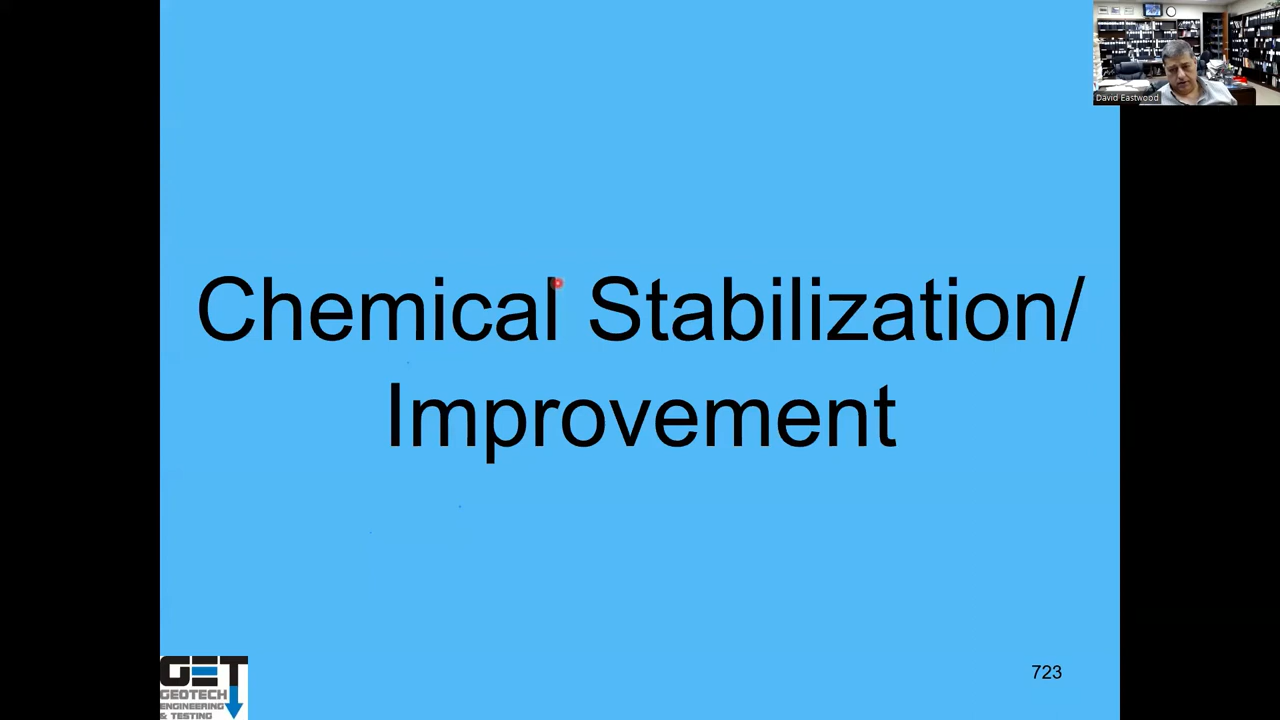 David Eastwood
Chemical Stabilization/
Improvement
GET
GEOTECH
ENGINEERING
& TESTING
723